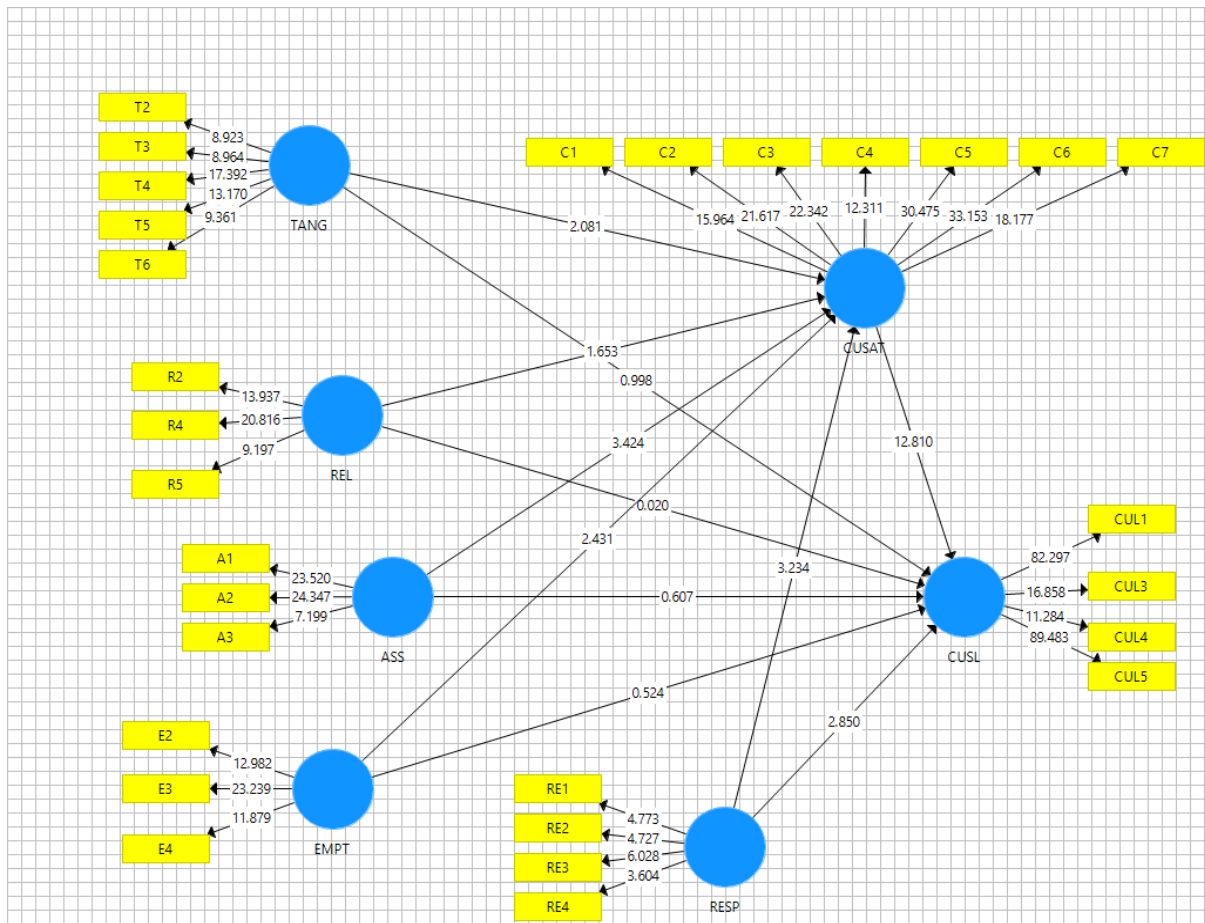 T2
T3
T4
T5
T6
8.923
8.964
17.392
13.170
9.361
TANG
C1
C2
C3
C4
C5
C6
C7
15.964
21.617
22.342
12.311
30.475
33.153
18.177
CUSAT
2.081
1.653
0.998
R2
R4
R5
13.937
20.816
9.197
REL
3.424
12.810
0.020
2.431
3.234
A1
A2
A3
23.520
24.347
7.199
ASS
0.607
CUSL
82.297
16.858
11.284
89.483
CUL1
CUL3
CUL4
CUL5
0.524
2.850
E2
E3
E4
12.982
23.239
11.879
EMPT
RE1
RE2
RE3
RE4
4.773
4.727
6.028
3.604
RESP